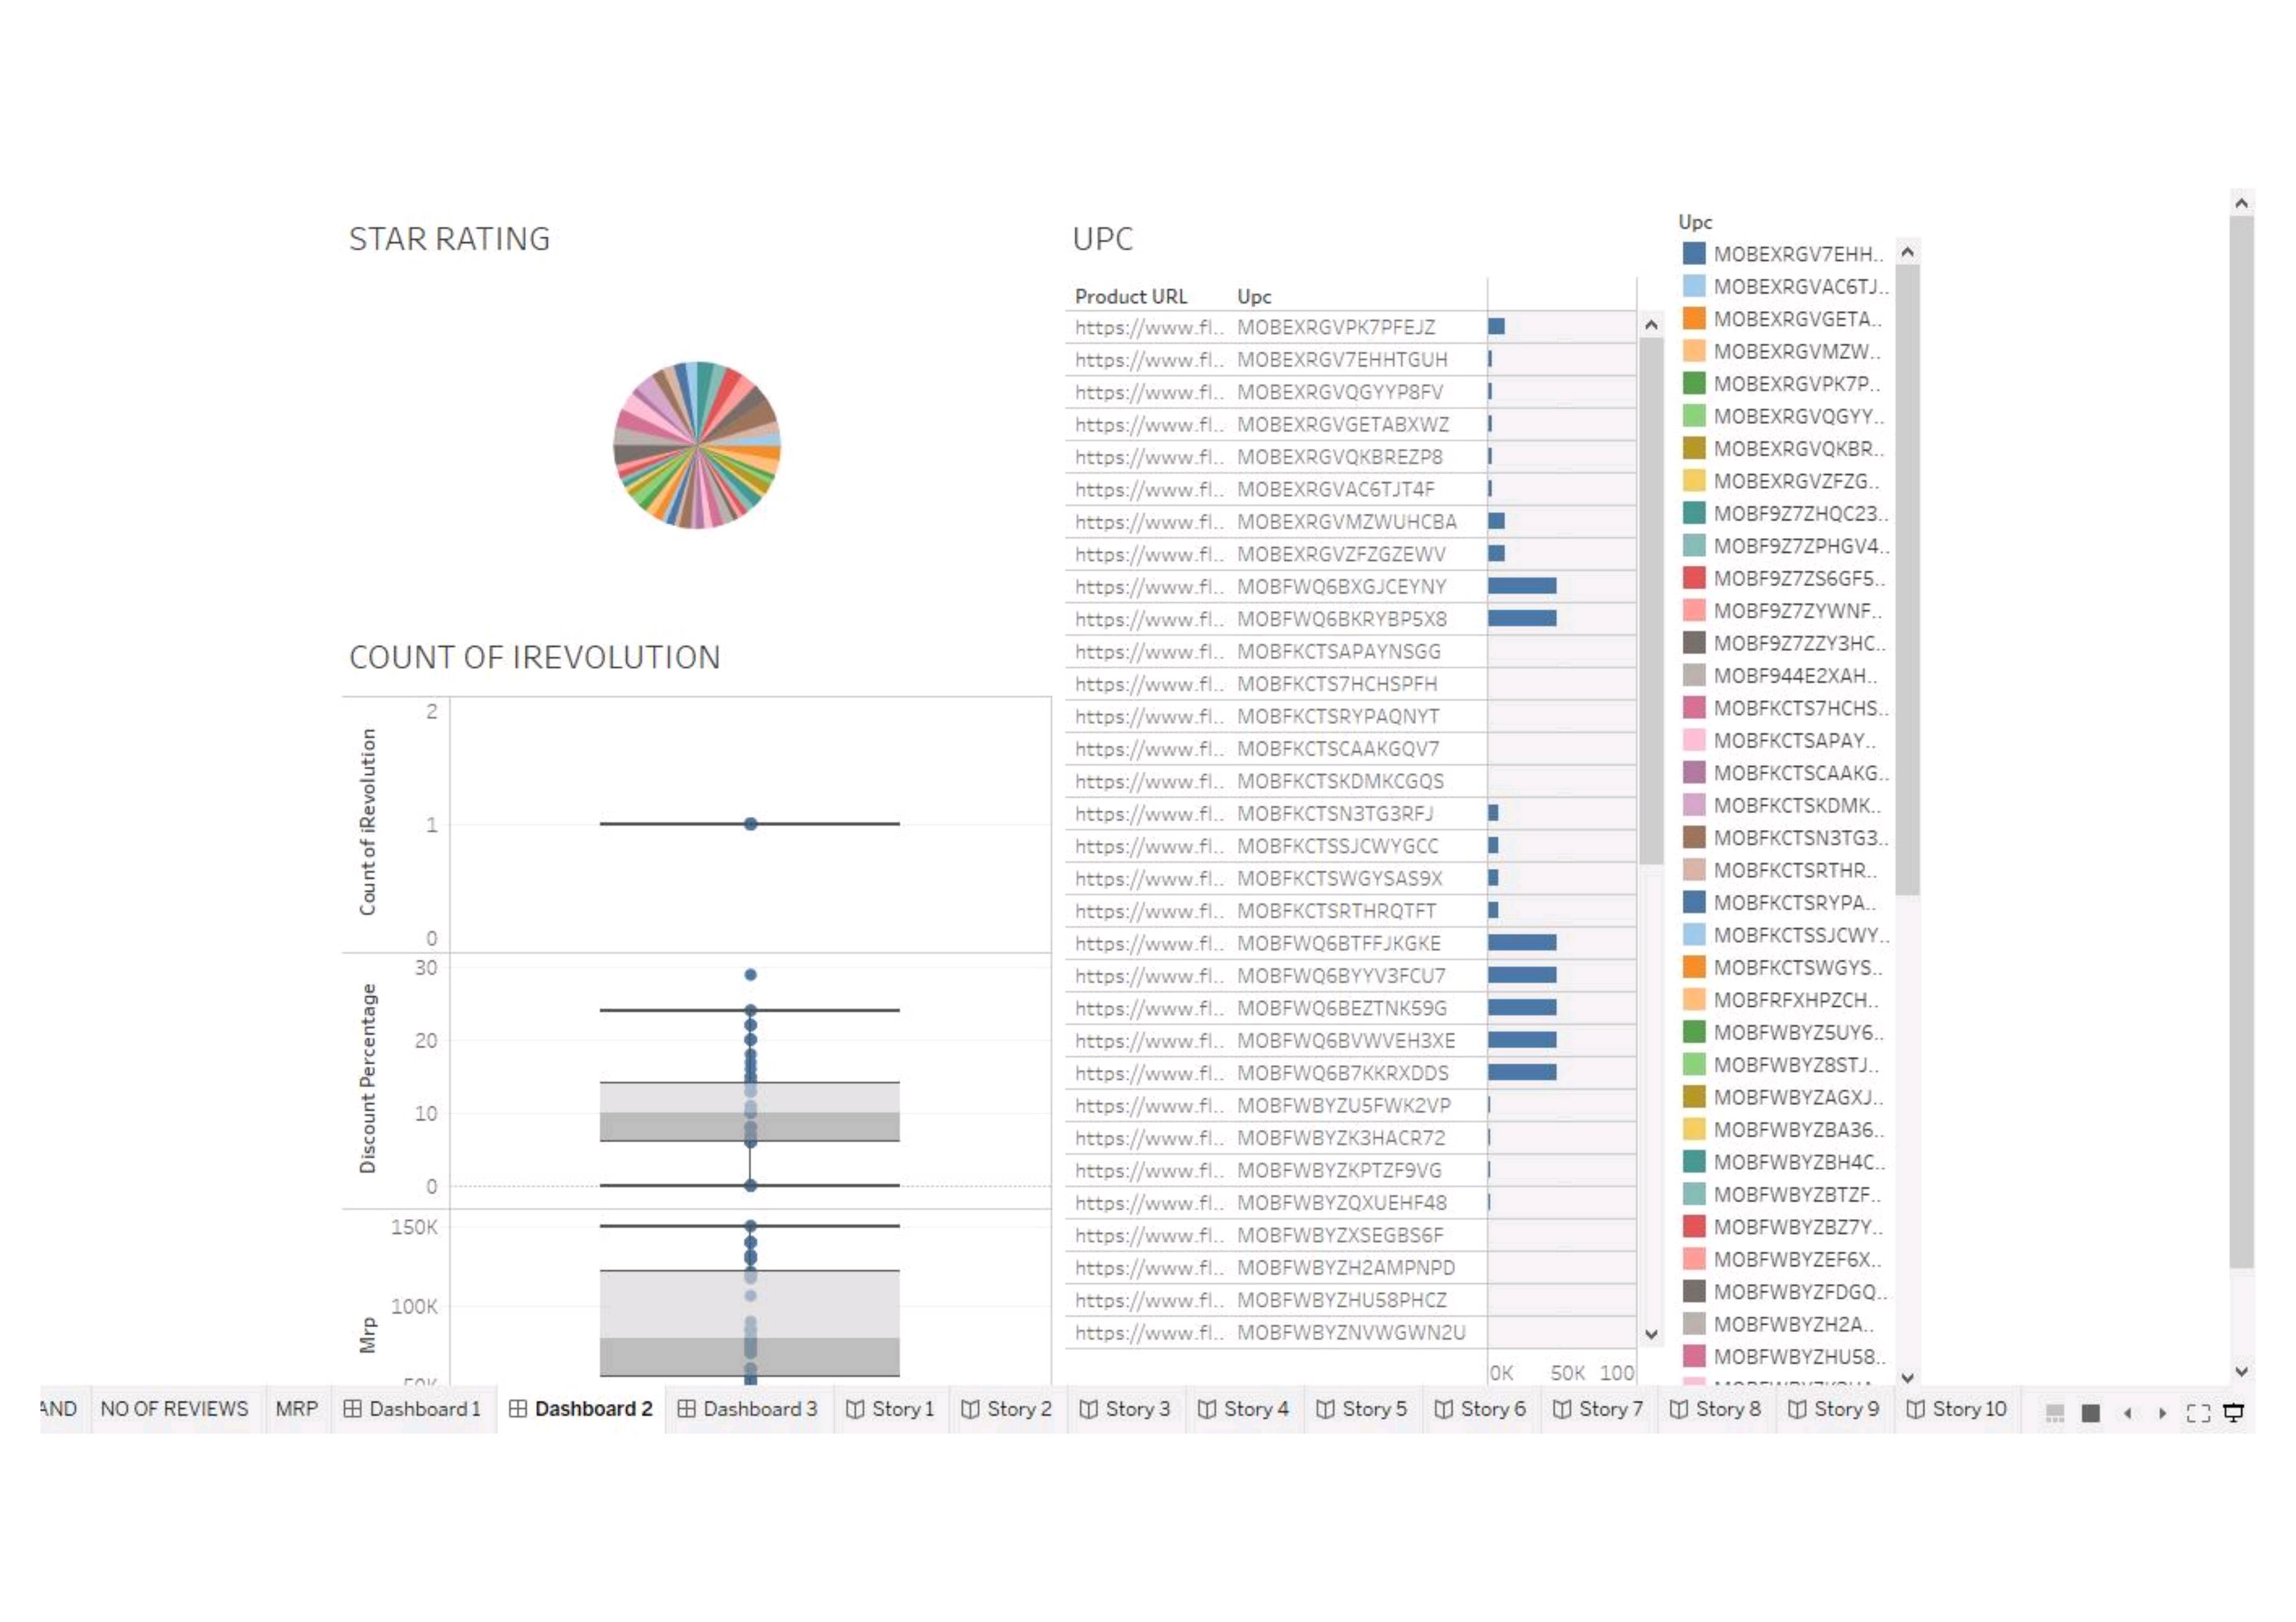 STAR RATING
COUNT OF IREVOLUTION
Count of iRevolution
2
1
0
Discount Percentage
30
20
10
0
Mrp
150K
100K
50K
UPC
Product URL Upc
https://www.fl.. MOBEXRGVPK7PFEJZ
https://www.fl.. MOBEXRGV7EHHTGUH
https://www.fl.. MOBEXRGVQGYYP8FV
https://www.fl.. MOBEXRGVGETABXWZ
https://www.fl.. MOBEXRGVQKBREZP8
https://www.fl.. MOBEXRGVAC6TJT4F
https://www.fl.. MOBEXRGVMZWUHCBA
https://www.fl.. MOBEXRGVZFZGZEWV
https://www.fl.. MOBFWQ6BXGJCEYNY
https://www.fl.. MOBFWQ6BKRYBP5X8
https://www.fl.. MOBFKCTSAPAYNSGG
https://www.fl.. MOBFKCTS7HCHSPFH
https://www.fl.. MOBFKCTSRYPAQNYT
https://www.fl.. MOBFKCTSCAAKGQV7
https://www.fl.. MOBFKCTSKDMKCGQS
https://www.fl.. MOBFKCTSN3TG3RFJ
https://www.fl.. MOBFKCTSSJCWYGCC
https://www.fl.. MOBFKCTSWGYSAS9X
https://www.fl.. MOBFKCTSRTHRQTFT
https://www.fl.. MOBFWQ6BTFFJKGKE
https://www.fl.. MOBFWQ6BYYV3FCU7
https://www.fl.. MOBFWQ6BEZTNK59G
https://www.fl.. MOBFWQ6BVWVEH3XE
https://www.fl.. MOBFWQ6B7KKRXDDS
https://www.fl.. MOBFWBYZU5FWK2VP
https://www.fl.. MOBFWBYZK3HACR72
https://www.fl.. MOBFWBYZKPTZF9VG
https://www.fl.. MOBFWBYZQXUEHF48
https://www.fl.. MOBFWBYZXSEGBS6F
https://www.fl.. MOBFWBYZH2AMPNPD
https://www.fl.. MOBFWBYZHU58PHCZ
https://www.fl.. MOBFWBYZNVWGWN2U
0K 50K 100
Upc
MOBEXRGV7EHH..
MOBEXRGVAC6TJ..
MOBEXRGVGETA..
MOBEXRGVMZW..
MOBEXRGVPK7P..
MOBEXRGVQGYY..
MOBEXRGVQKBR..
MOBEXRGVZFZG..
MOBF9Z7ZHQC23..
MOBF9Z7ZPHGV4..
MOBF9Z7ZS6GF5..
MOBF9Z7ZYWNF..
MOBF9Z7ZZY3HC..
MOBF944E2XAH..
MOBFKCTS7HCHS..
MOBFKCTSAPAY..
MOBFKCTSCAAKG..
MOBFKCTSKDMK..
MOBFKCTSN3TG3..
MOBFKCTSRTHR..
MOBFKCTSRYPA..
MOBFKCTSSJCWY..
MOBFKCTSWGYS..
MOBFRFXHPZCH..
MOBFWBYZ5UY6..
MOBFWBYZ8STJ..
MOBFWBYZAGXJ..
MOBFWBYZBA36..
MOBFWBYZBH4C..
MOBFWBYZBTZF..
MOBFWBYZBZ7Y..
MOBFWBYZEF6X..
MOBFWBYZFDGQ..
MOBFWBYZH2A..
MOBFWBYZHU58..
AND NO OF REVIEWS MRP Dashboard 1 Dashboard 2 Dashboard 3 Story 1 Story 2 Story 3 Story 4 Story 5 Story 6 Story 7 Story 8 Story 9 Story 10